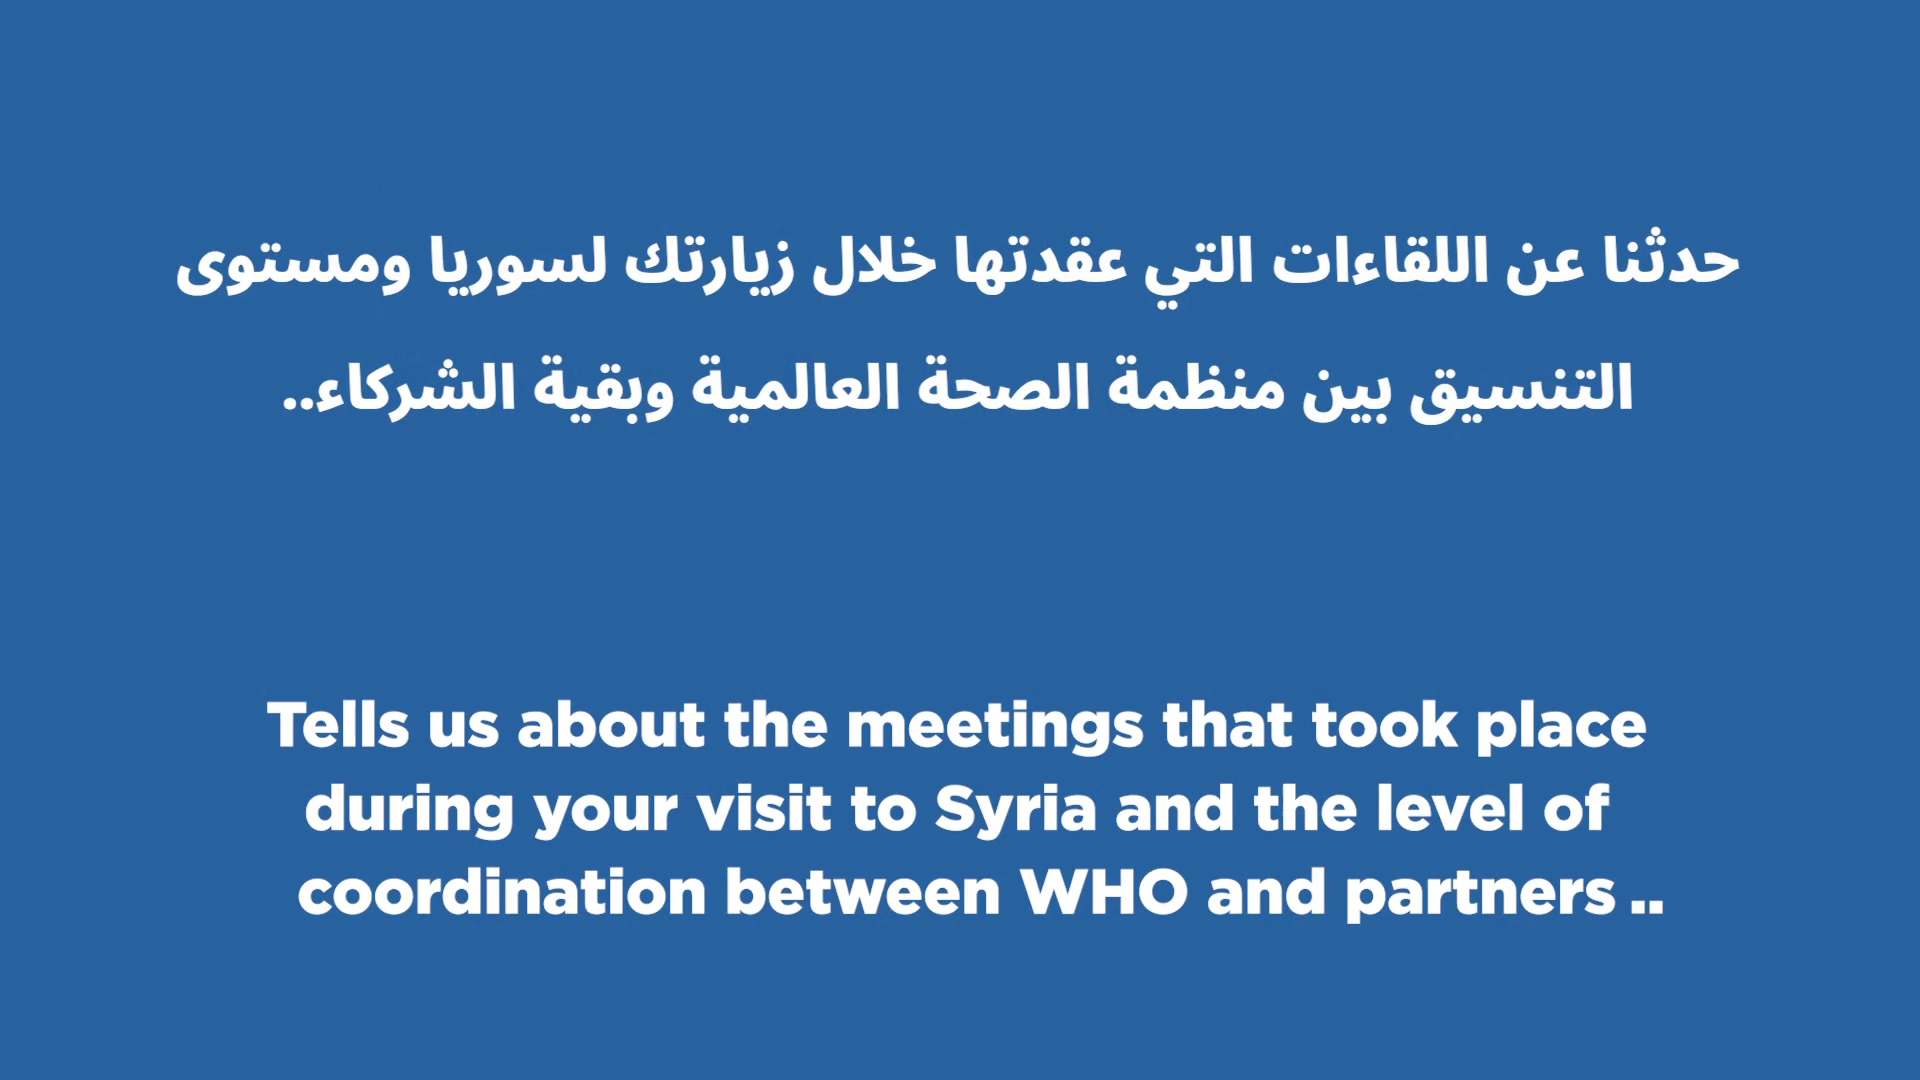 حدثنا عن اللقاءات التي عقدتها خلال زيارتك لسوريا ومستوى
التنسيق بين منظمة الصحة العالمية وبقية الشركاء..
Tells us about the meetings that took place
during your visit to Syria and the level of
coordination between WHO and partners ..